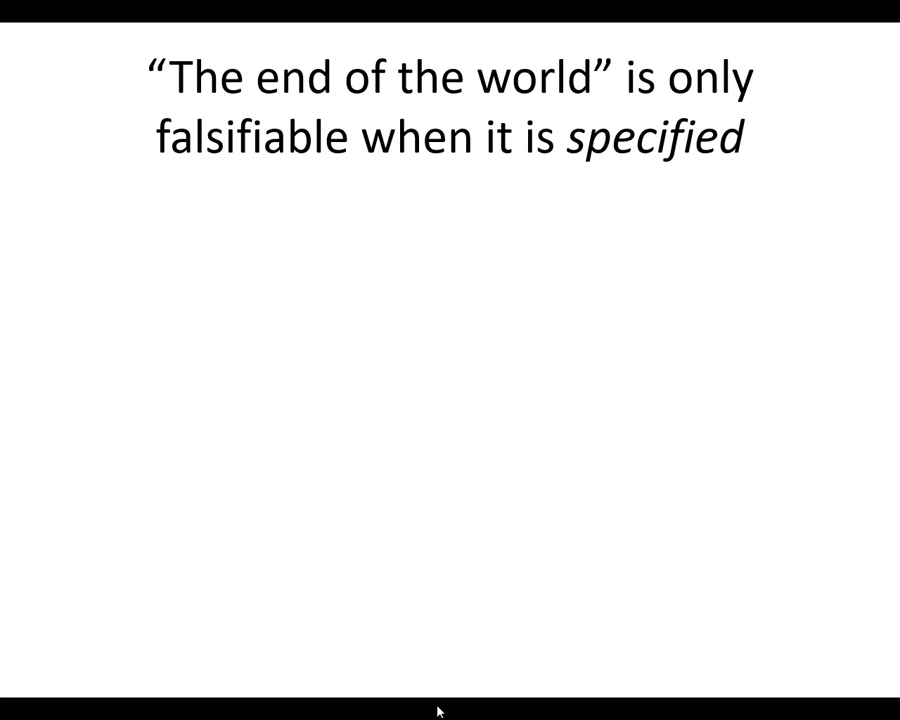 “The end of the world” is only
falsifiable when it is specified